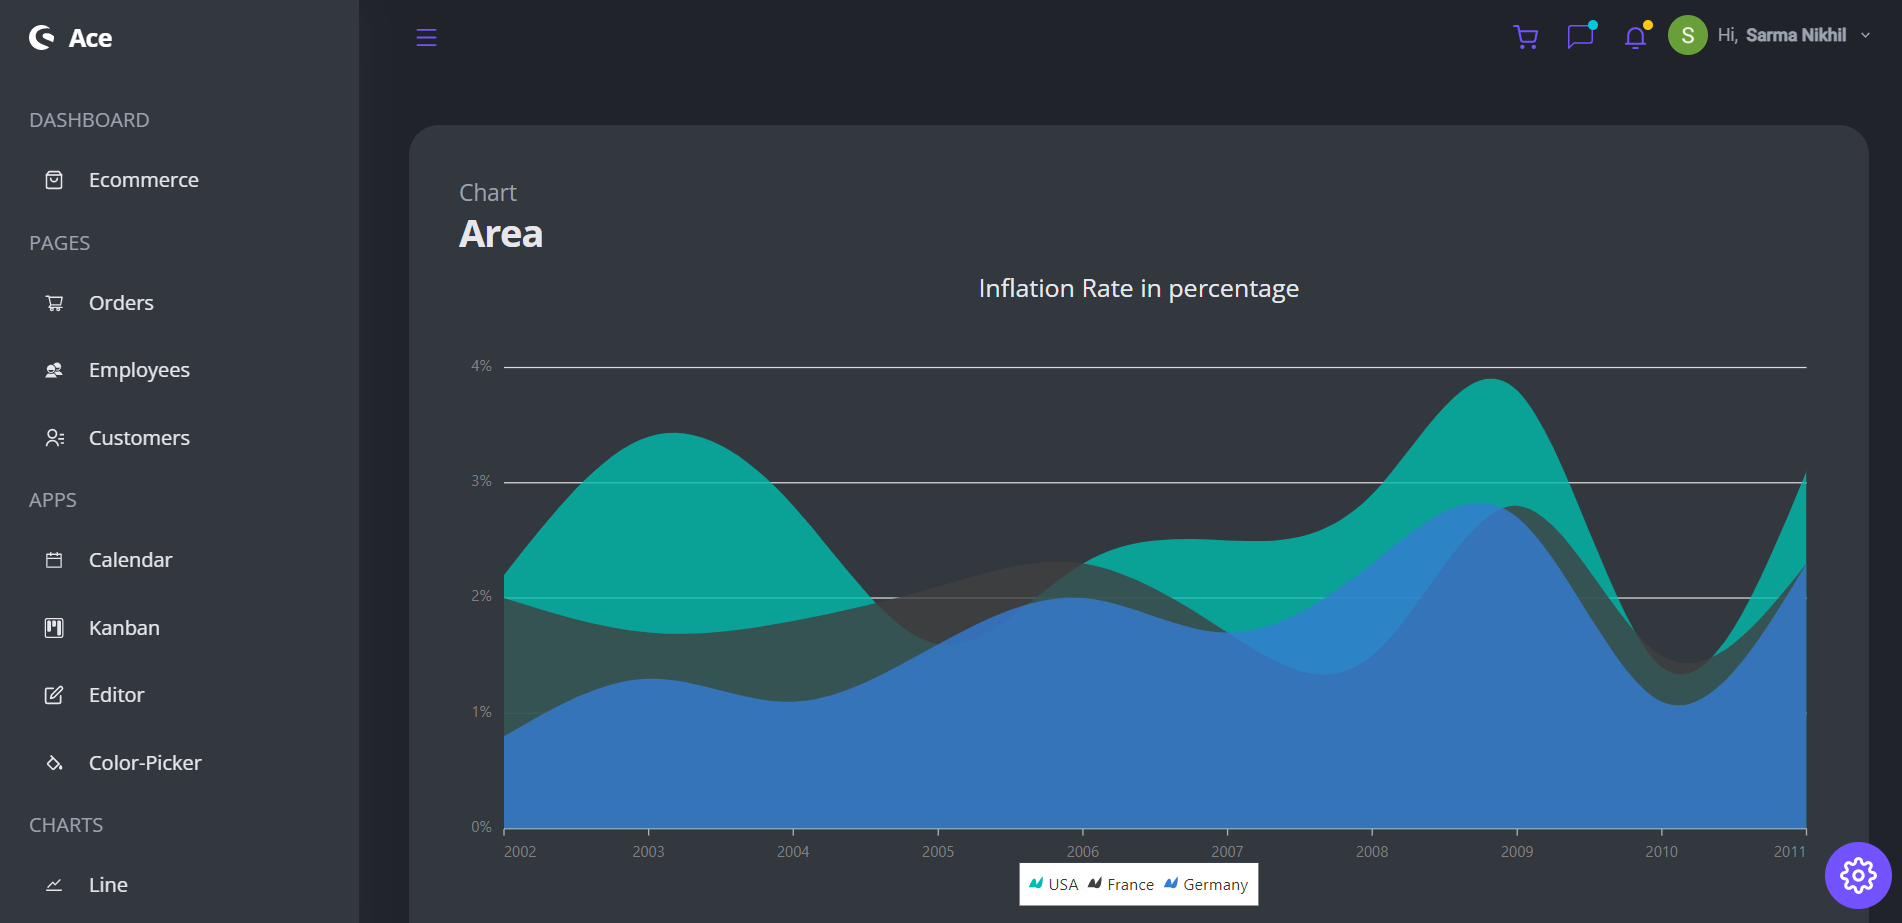 Ace
DASHBOARD
Ecommerce
PAGES
Orders
Employees
Customers
APPS
Calendar
Kanban
Editor
Color-Picker
CHARTS
Line
S Hi, Sarma Nikhil
Chart
Area
Inflation Rate in percentage
4%
3%
2%
1%
0%
2002 2003 2004 2005 2006 2007 2008 2009 2010 2011
USA France Germany